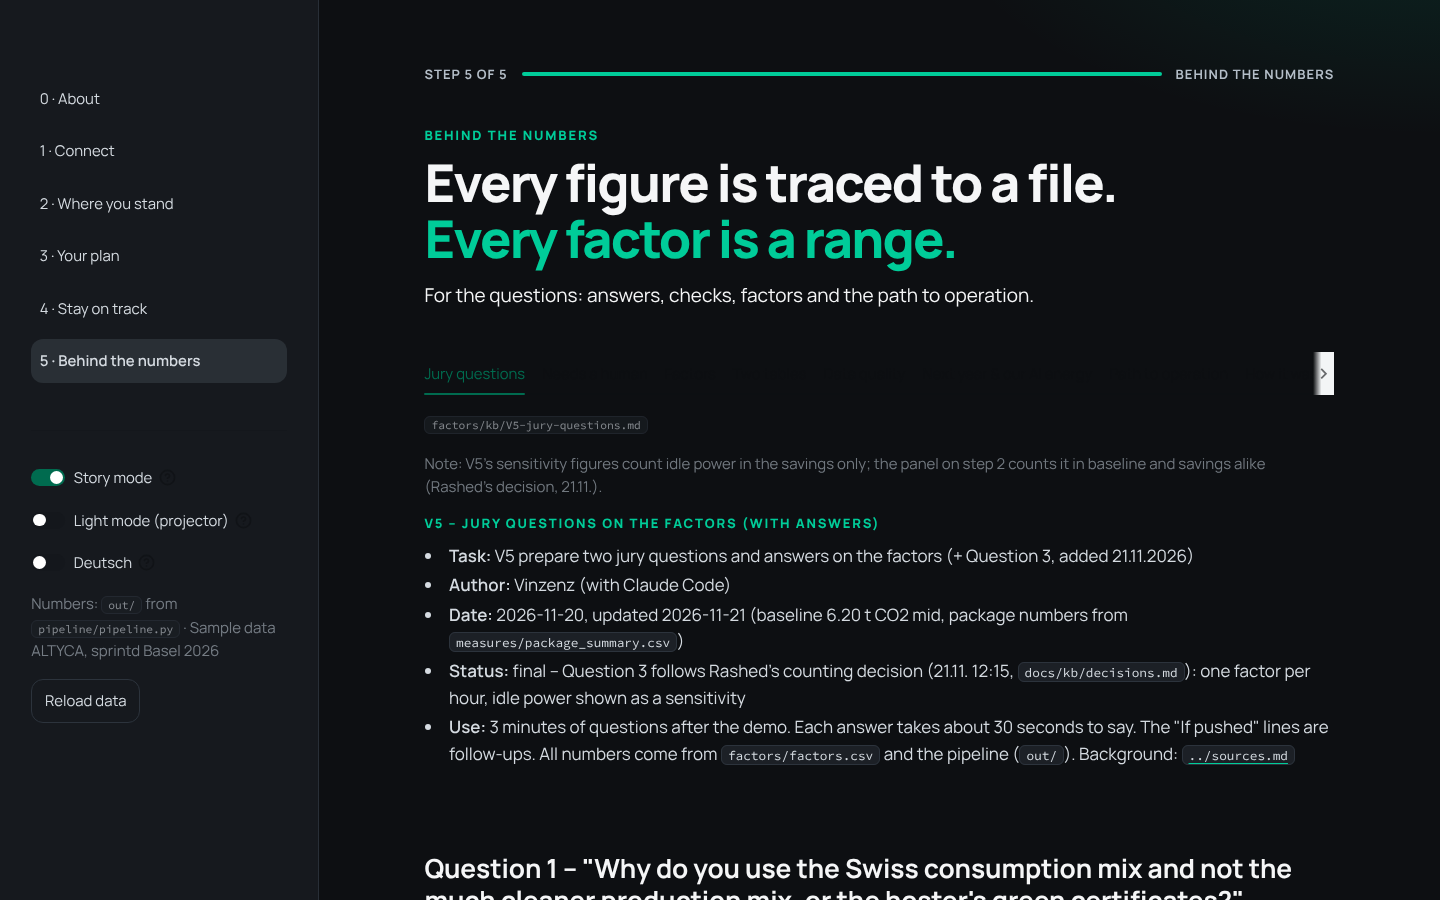 0 · About
1 · Connect
2 · Where you stand
3 · Your plan
4 · Stay on track
5 · Behind the numbers
Story mode
Light mode (projector)
Deutsch
Numbers: out/ from
pipeline/pipeline.py · Sample data
ALTYCA, sprintd Basel 2026
Reload data
STEP 5 OF 5
BEHIND THE NUMBERS
BEHIND THE NUMBERS
Every figure is traced to a file.
Every factor is a range.
For the questions: answers, checks, factors and the path to operation.
Jury questions
factors/kb/V5-jury-questions.md
Note: V5's sensitivity figures count idle power in the savings only; the panel on step 2 counts it in baseline and savings alike
(Rashed's decision, 21.11.).
V5 – JURY QUESTIONS ON THE FACTORS (WITH ANSWERS)
• Task: V5 prepare two jury questions and answers on the factors (+ Question 3, added 21.11.2026)
• Author: Vinzenz (with Claude Code)
• Date: 2026-11-20, updated 2026-11-21 (baseline 6.20 t CO2 mid, package numbers from
measures/package_summary.csv)
• Status: final – Question 3 follows Rashed's counting decision (21.11. 12:15, docs/kb/decisions.md): one factor per
hour, idle power shown as a sensitivity
• Use: 3 minutes of questions after the demo. Each answer takes about 30 seconds to say. The "If pushed" lines are
follow-ups. All numbers come from factors/factors.csv and the pipeline (out/). Background: ../sources.md
Question 1 – "Why do you use the Swiss consumption mix and not the
much cleaner production mix, or the hoster's green certificates?"